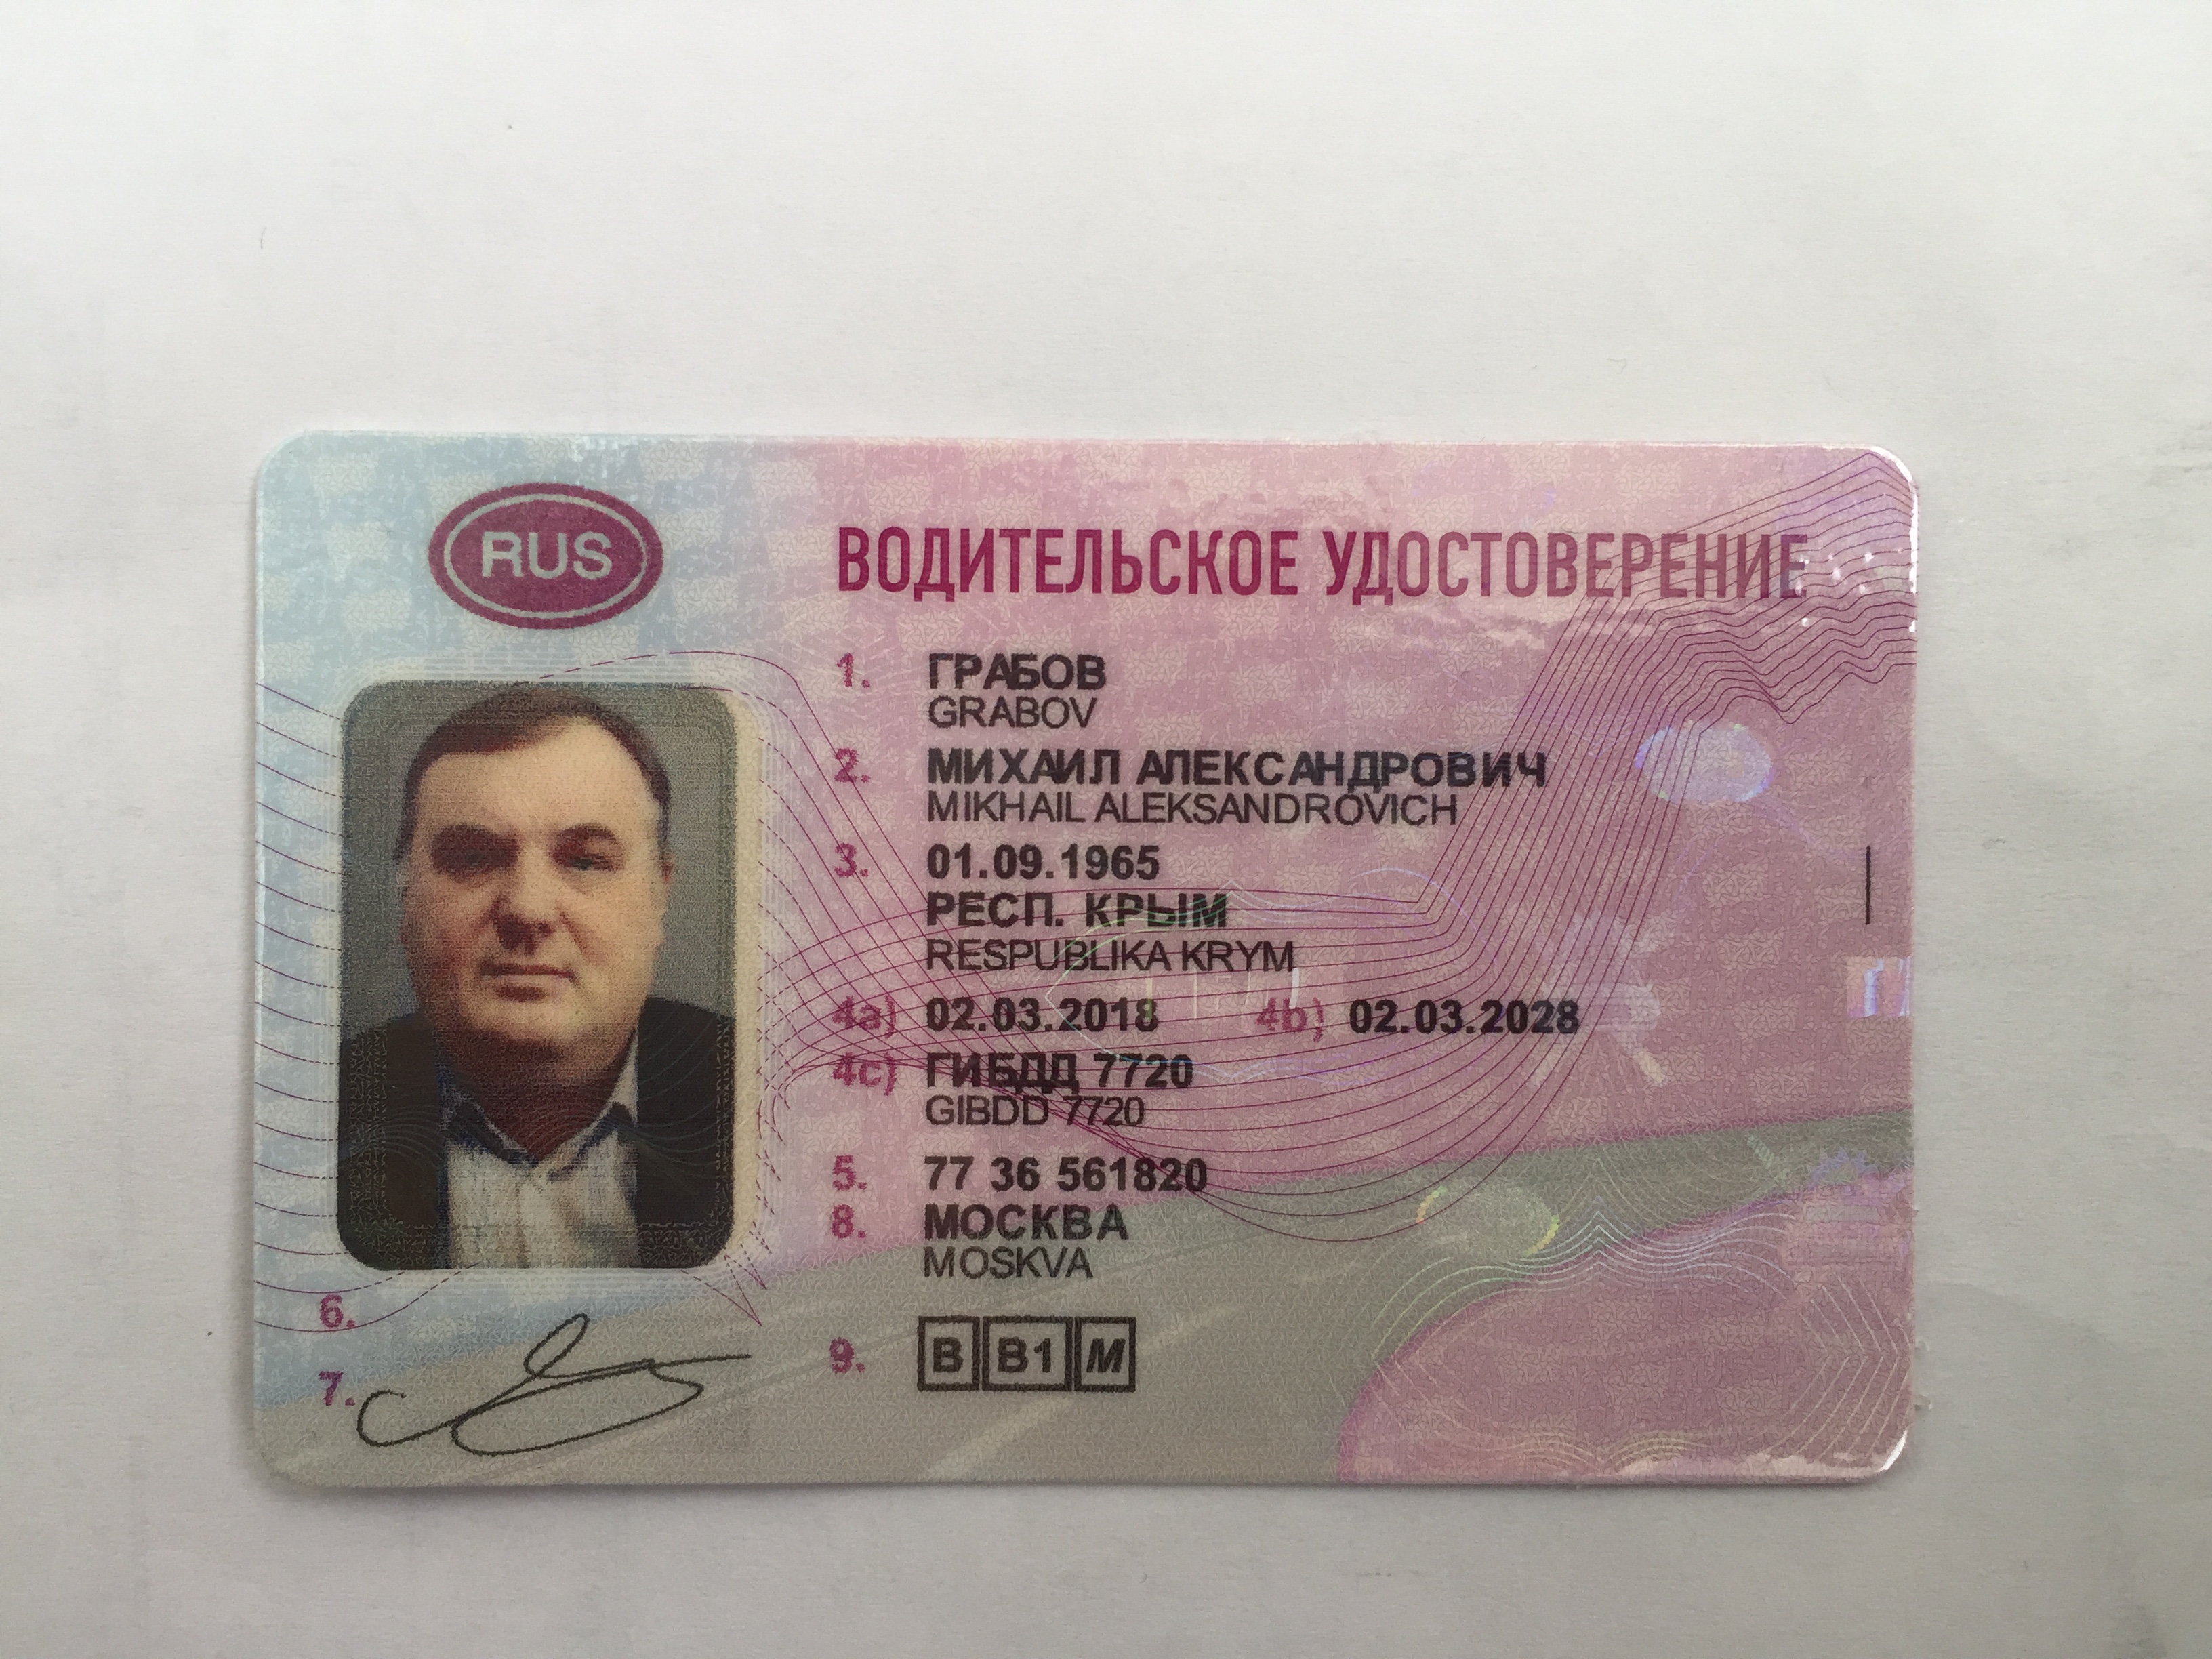 RUS
ВОДИТЕЛЬСКОЕ УДОСТОВЕРЕНИЕ
1. ГРАБОВ
GRABOV
2. МИХАИЛ АЛЕКСАНДРОВИЧ
MIKHAIL ALEKSANDROVICH
3. 01.09.1965
РЕСП. КРЫМ
RESPUBLIKA KRYM
4a) 02.03.2018 4b) 02.03.2028
4c) ГИБДД 7720
GIBDD 7720
5. 77 36 561820
8. МОСКВА
MOSKVA
9. B B1 M
6.
7.